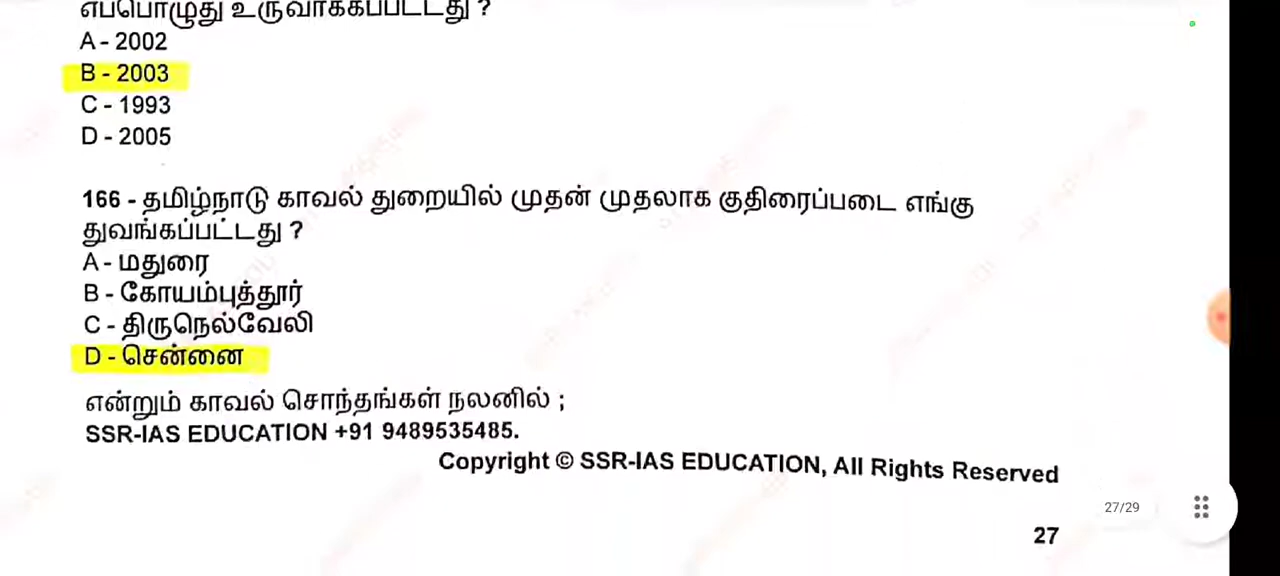 எப்பொழுது உருவாக்கப்பட்டது ?
A - 2002
B - 2003
C - 1993
D - 2005
166 - தமிழ்நாடு காவல் துறையில் முதன் முதலாக குதிரைப்படை எங்கு
துவங்கப்பட்டது ?
A - மதுரை
B - கோயம்புத்தூர்
C - திருநெல்வேலி
D - சென்னை
என்றும் காவல் சொந்தங்கள் நலனில் ;
SSR-IAS EDUCATION +91 9489535485.
Copyright © SSR-IAS EDUCATION, All Rights Reserved
27/29
27